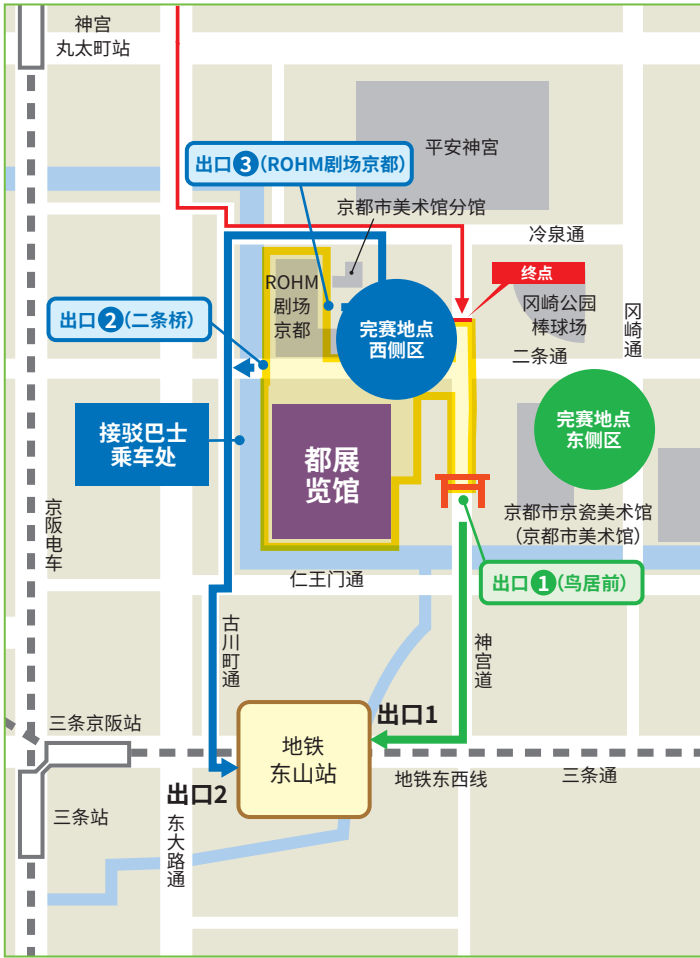 神宫
丸太町站
平安神宫
出口3(ROHM剧场京都)
京都市美术馆分馆
冷泉通
终点
ROHM
剧场
京都
冈崎公园
棒球场
冈崎通
出口2(二条桥)
完赛地点
西侧区
二条通
接驳巴士
乘车处
完赛地点
东侧区
都展
览馆
京阪电车
京都市京瓷美术馆
(京都市美术馆)
仁王门通
出口1(鸟居前)
古川町通
神宫道
出口1
三条京阪站
地铁
东山站
地铁东西线
三条通
出口2
三条站
东大路通